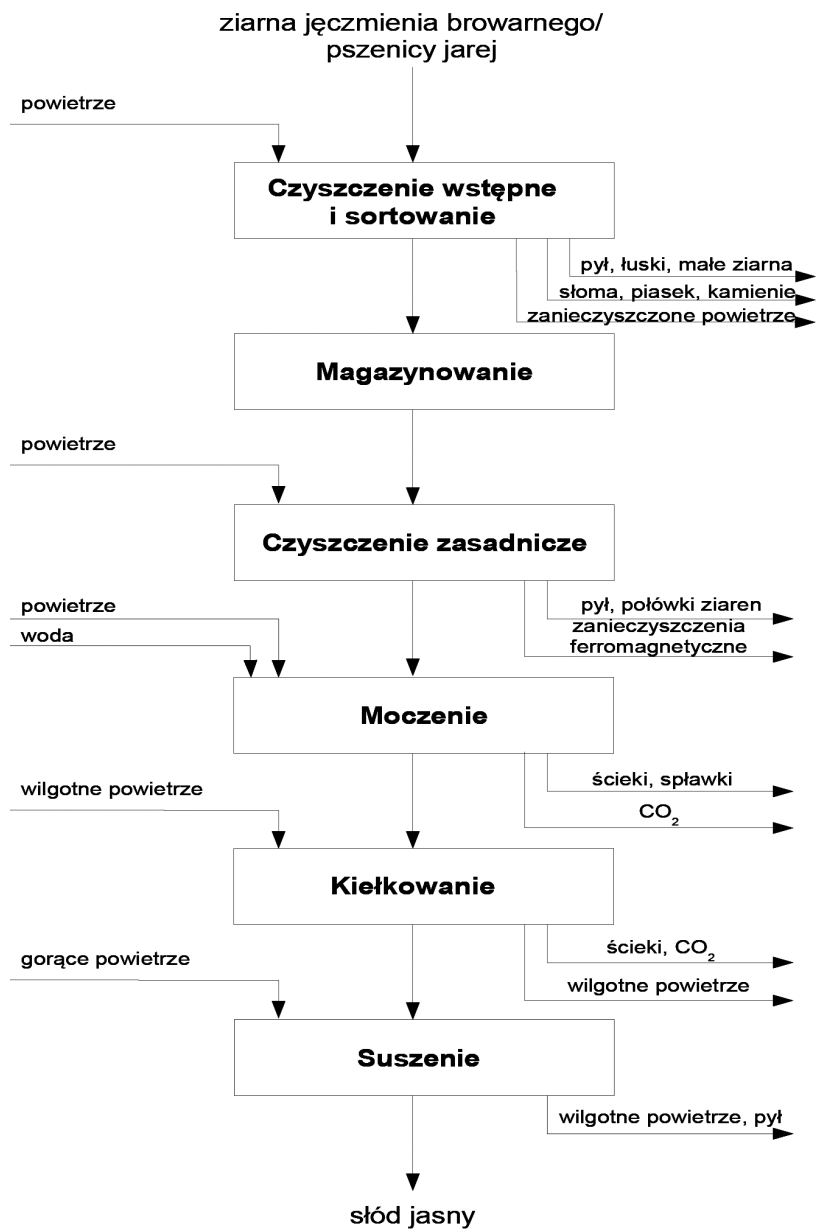 ziarna jęczmienia browarnego/
pszenicy jarej
powietrze
Czyszczenie wstępne
i sortowanie
pył, łuski, małe ziarna
słoma, piasek, kamienie
zanieczyszczone powietrze
Magazynowanie
powietrze
Czyszczenie zasadnicze
powietrze
woda
pył, połówki ziaren
zanieczyszczenia
ferromagnetyczne
Moczenie
ścieki, spławki
CO₂
wilgotne powietrze
Kiełkowanie
ścieki, CO₂
wilgotne powietrze
gorące powietrze
Suszenie
wilgotne powietrze, pył
słód jasny